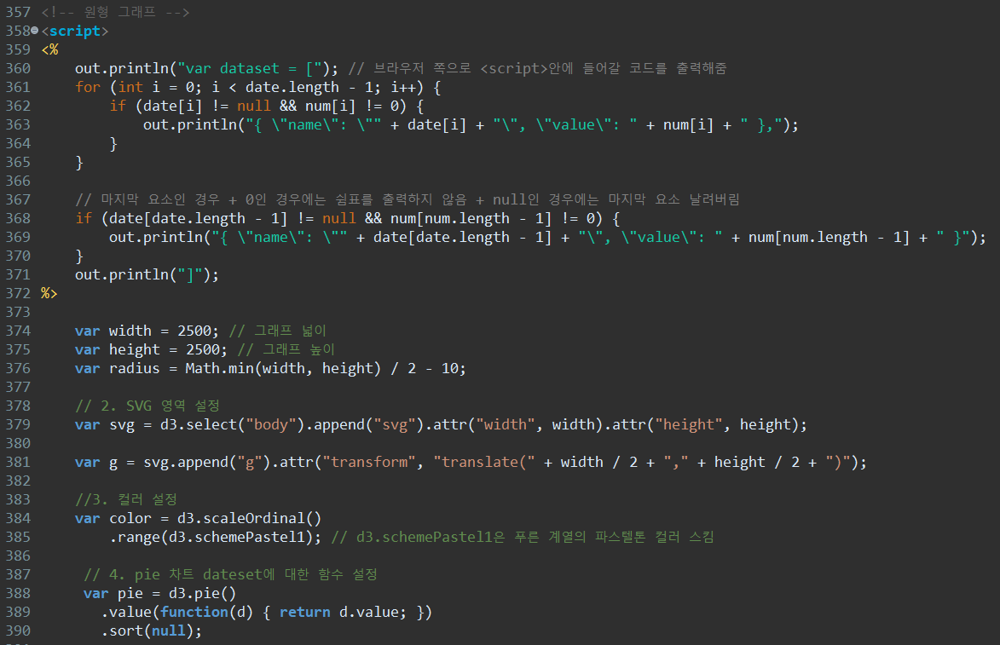 357 <!-- 원형 그래프 -->
358 <script>
359 <%
360     out.println("var dataset = ["); // 브라우저 쪽으로 <script>안에 들어갈 코드를 출력해줌
361     for (int i = 0; i < date.length - 1; i++) {
362         if (date[i] != null && num[i] != 0) {
363             out.println("{ \"name\": \"" + date[i] + "\", \"value\": " + num[i] + " },");
364         }
365     }
366
367     // 마지막 요소인 경우 + 0인 경우에는 쉼표를 출력하지 않음 + null인 경우에는 마지막 요소 날려버림
368     if (date[date.length - 1] != null && num[num.length - 1] != 0) {
369         out.println("{ \"name\": \"" + date[date.length - 1] + "\", \"value\": " + num[num.length - 1] + " }");
370     }
371     out.println("]");
372 %>
373
374     var width = 2500; // 그래프 넓이
375     var height = 2500; // 그래프 높이
376     var radius = Math.min(width, height) / 2 - 10;
377
378     // 2. SVG 영역 설정
379     var svg = d3.select("body").append("svg").attr("width", width).attr("height", height);
380
381     var g = svg.append("g").attr("transform", "translate(" + width / 2 + "," + height / 2 + ")");
382
383     //3. 컬러 설정
384     var color = d3.scaleOrdinal()
385         .range(d3.schemePastel1); // d3.schemePastel1은 푸른 계열의 파스텔톤 컬러 스킴
386
387      // 4. pie 차트 dateset에 대한 함수 설정
388      var pie = d3.pie()
389        .value(function(d) { return d.value; })
390        .sort(null);